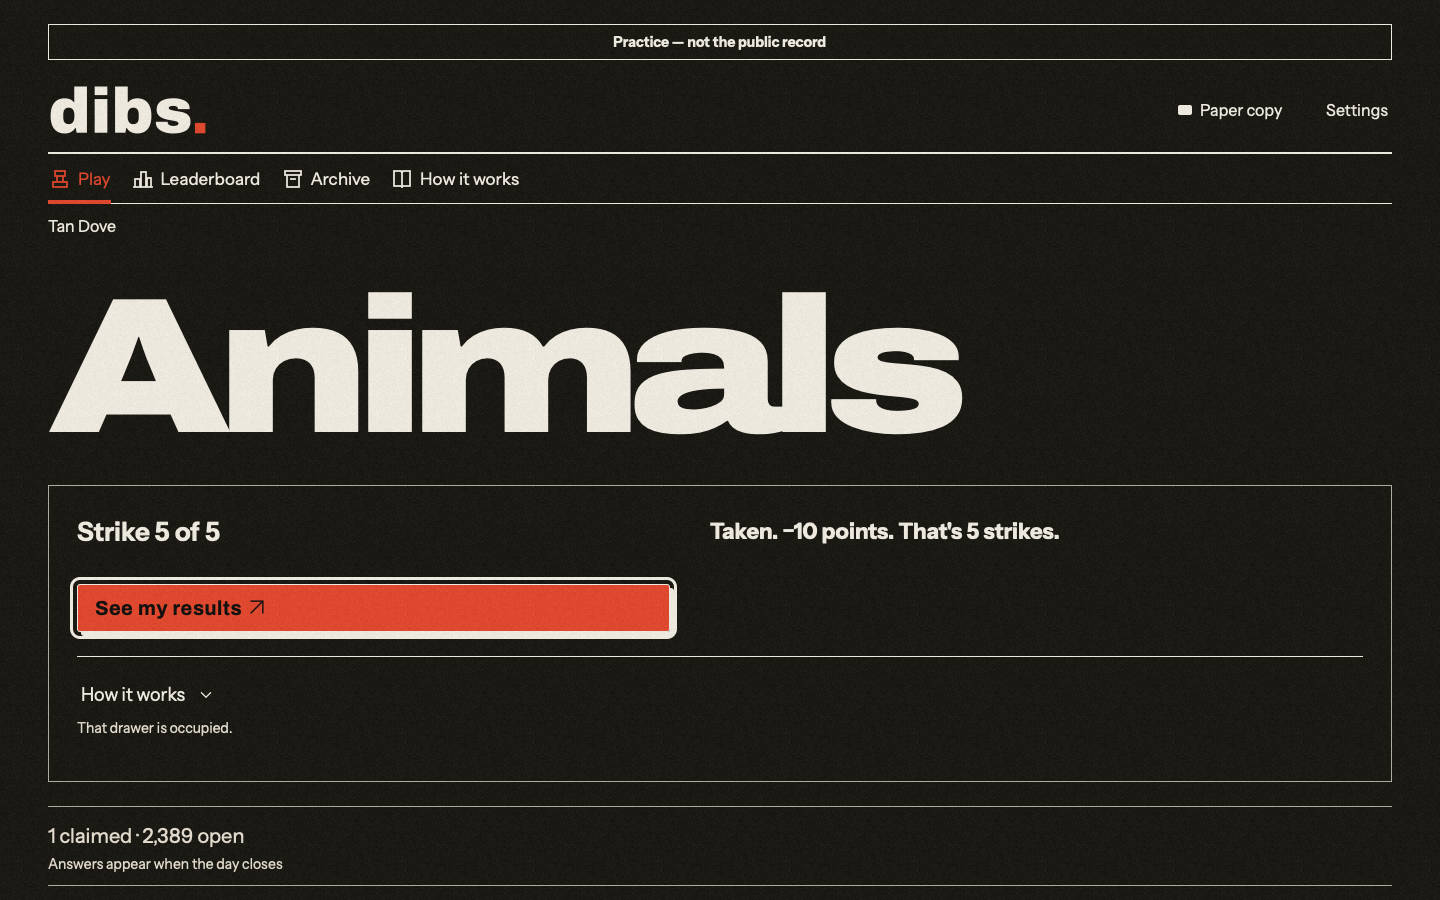 Practice — not the public record
dibs.
Paper copy
Settings
Play
Leaderboard
Archive
How it works
Tan Dove
Animals
Strike 5 of 5
Taken. −10 points. That's 5 strikes.
See my results
How it works
That drawer is occupied.
1 claimed · 2,389 open
Answers appear when the day closes